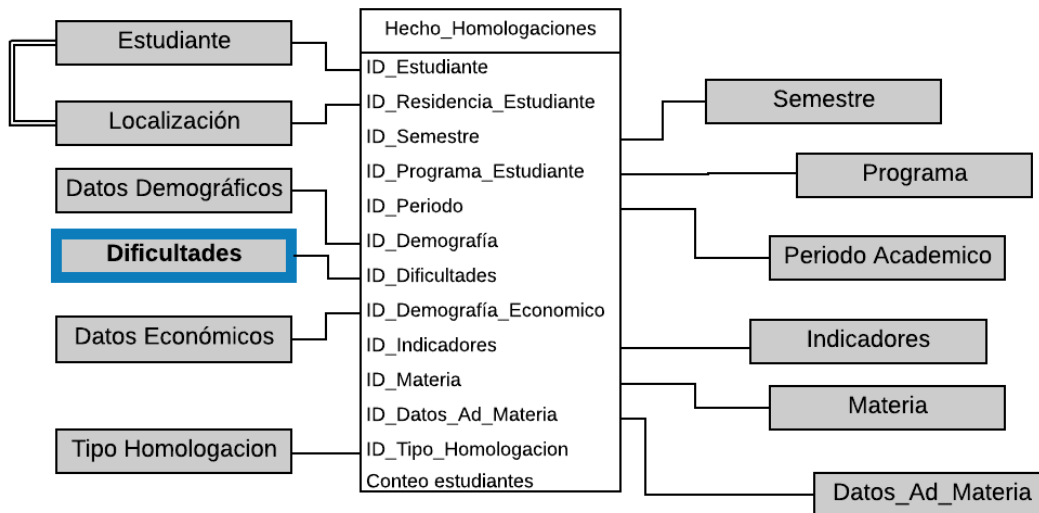 Estudiante
Localización
Datos Demográficos
Dificultades
Datos Económicos
Tipo Homologacion
Hecho_Homologaciones
ID_Estudiante
ID_Residencia_Estudiante
ID_Semestre
ID_Programa_Estudiante
ID_Periodo
ID_Demografía
ID_Dificultades
ID_Demografía_Economico
ID_Indicadores
ID_Materia
ID_Datos_Ad_Materia
ID_Tipo_Homologacion
Conteo estudiantes
Semestre
Programa
Periodo Academico
Indicadores
Materia
Datos_Ad_Materia